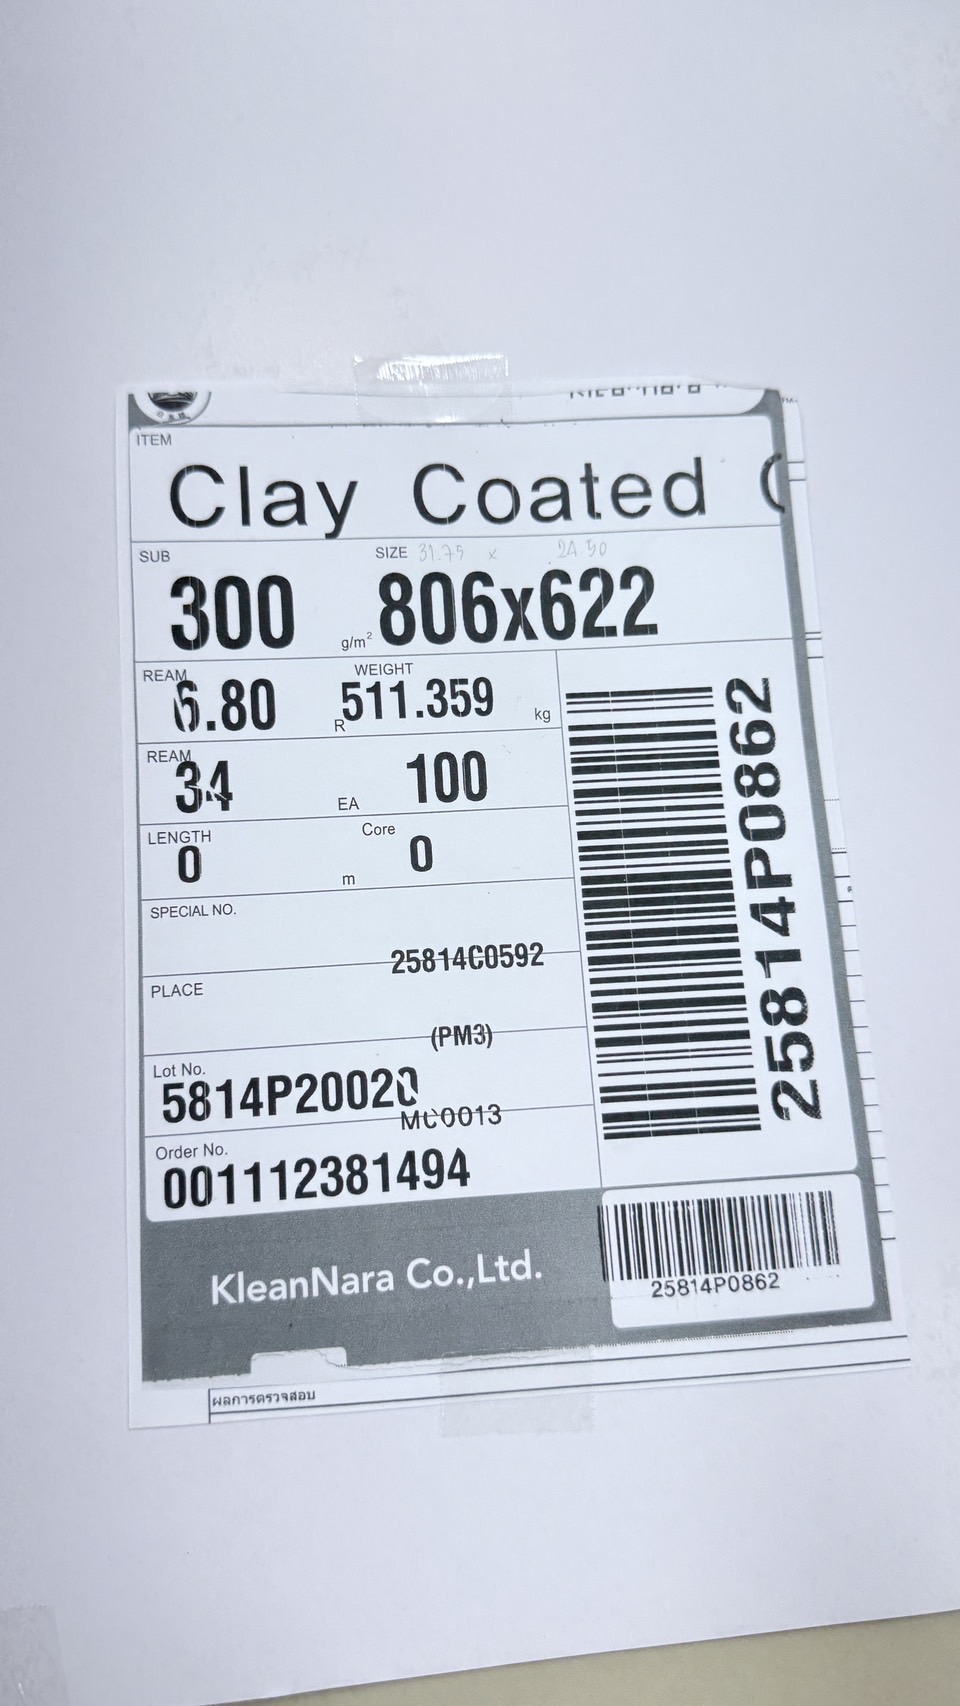 ITEM
Clay Coated
SUB
SIZE 31.75 x 24.50
300 g/m² 806x622
REAM
WEIGHT
6.80 R 511.359 kg
REAM
34 EA 100
LENGTH
Core
0 m 0
SPECIAL NO.
25814C0592
PLACE
(PM3)
Lot No.
5814P20020
MC0013
Order No.
001112381494
25814P0862
KleanNara Co.,Ltd.
25814P0862
ผลการตรวจสอบ